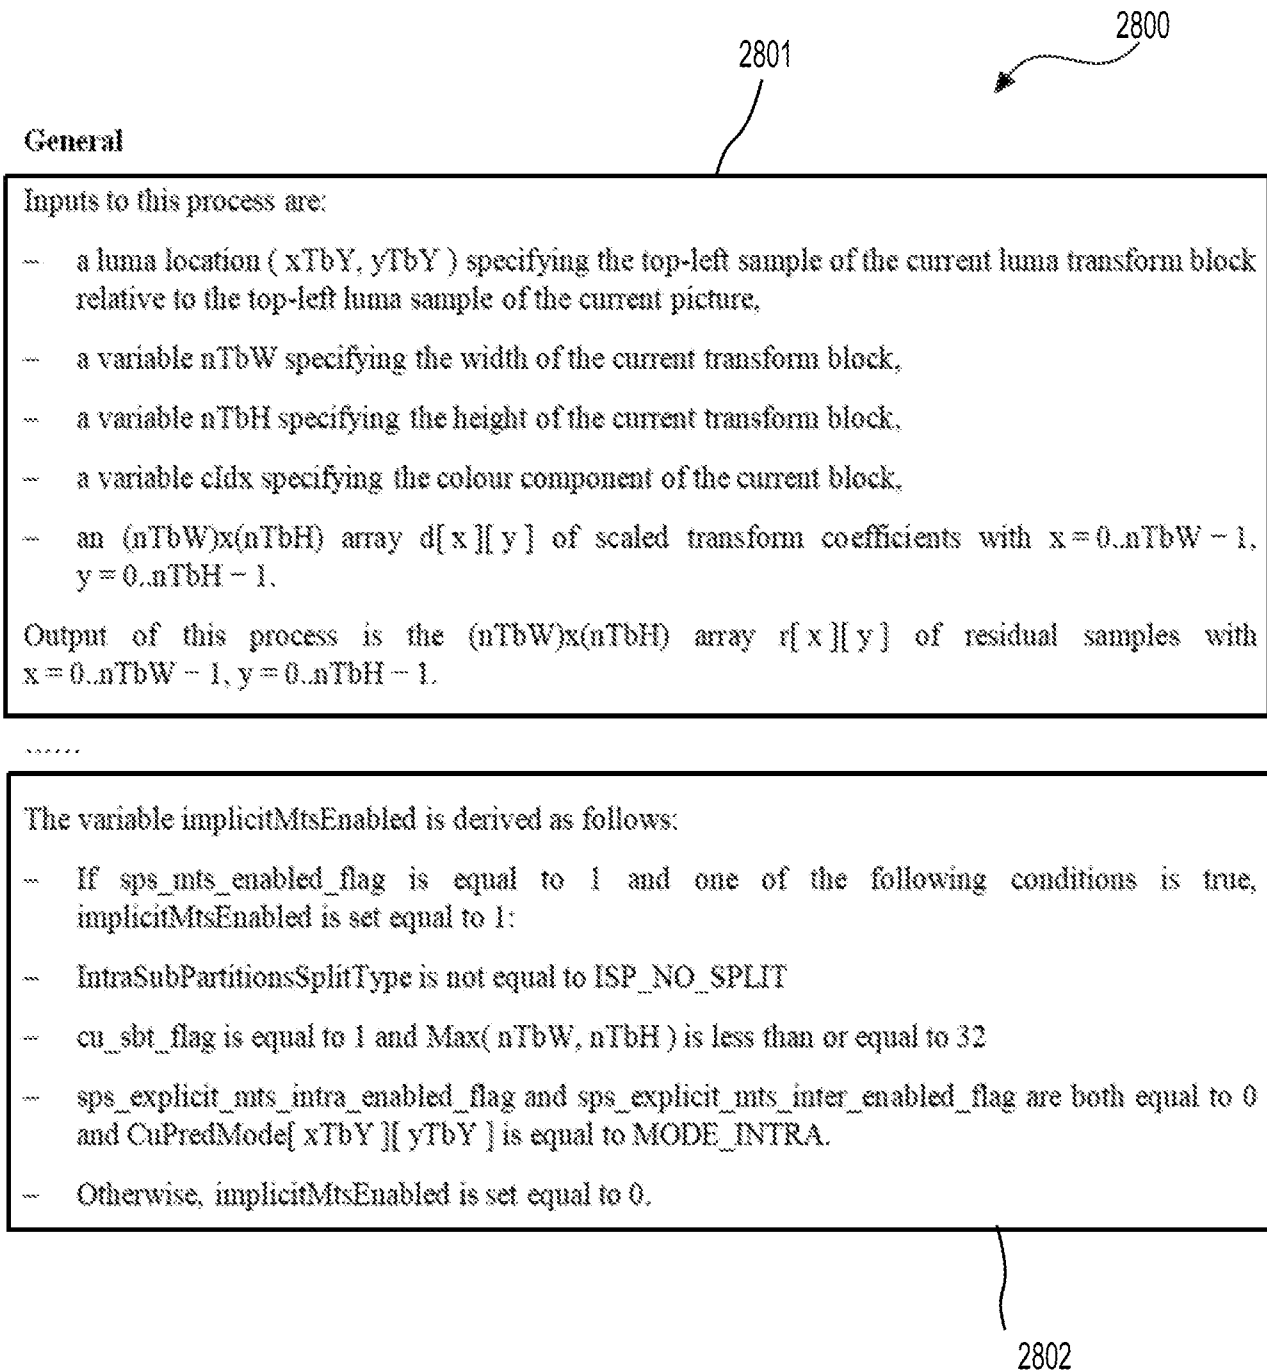 2800
2801
General
Inputs to this process are:
– a luma location ( xTbY, yTbY ) specifying the top-left sample of the current luma transform block
relative to the top-left luma sample of the current picture,
– a variable nTbW specifying the width of the current transform block,
– a variable nTbH specifying the height of the current transform block,
– a variable cIdx specifying the colour component of the current block,
– an (nTbW)x(nTbH) array d[ x ][ y ] of scaled transform coefficients with x = 0..nTbW − 1,
y = 0..nTbH − 1.
Output of this process is the (nTbW)x(nTbH) array r[ x ][ y ] of residual samples with
x = 0..nTbW − 1, y = 0..nTbH − 1.
......
The variable implicitMtsEnabled is derived as follows:
– If sps_mts_enabled_flag is equal to 1 and one of the following conditions is true,
implicitMtsEnabled is set equal to 1:
– IntraSubPartitionsSplitType is not equal to ISP_NO_SPLIT
– cu_sbt_flag is equal to 1 and Max( nTbW, nTbH ) is less than or equal to 32
– sps_explicit_mts_intra_enabled_flag and sps_explicit_mts_inter_enabled_flag are both equal to 0
and CuPredMode[ xTbY ][ yTbY ] is equal to MODE_INTRA.
– Otherwise, implicitMtsEnabled is set equal to 0.
2802